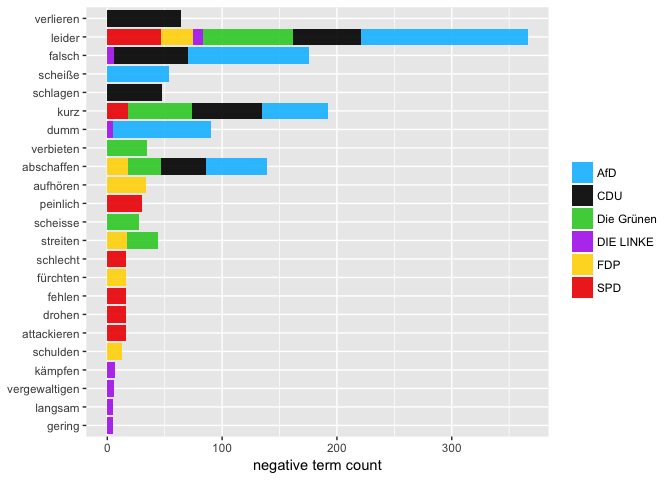 verlieren
leider
falsch
scheiße
schlagen
kurz
dumm
verbieten
abschaffen
aufhören
peinlich
scheisse
streiten
schlecht
fürchten
fehlen
drohen
attackieren
schulden
kämpfen
vergewaltigen
langsam
gering
0 100 200 300
negative term count
AfD
CDU
Die Grünen
DIE LINKE
FDP
SPD